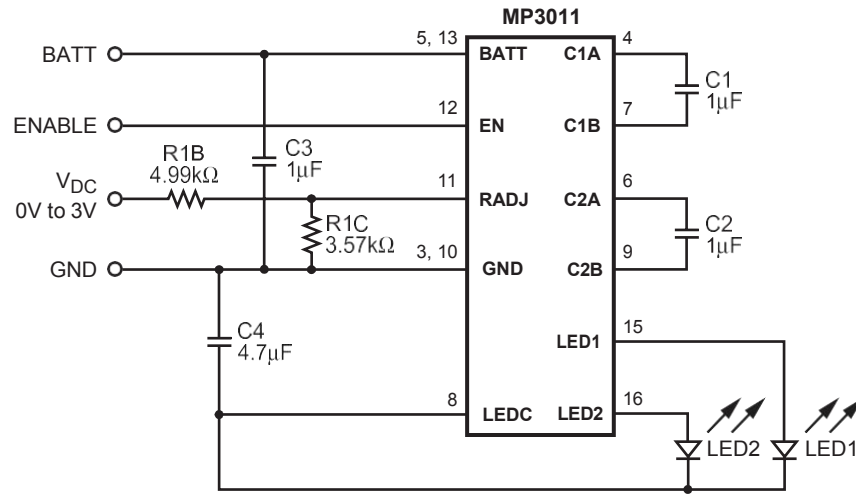 MP3011
BATT
5, 13
BATT
C1A
4
C1
1µF
ENABLE
12
EN
C1B
7
C3
1µF
R1B
4.99kΩ
VDC
0V to 3V
11
RADJ
C2A
6
R1C
3.57kΩ
C2
1µF
GND
3, 10
GND
C2B
9
C4
4.7µF
LED1
15
8
LEDC
LED2
16
LED2
LED1